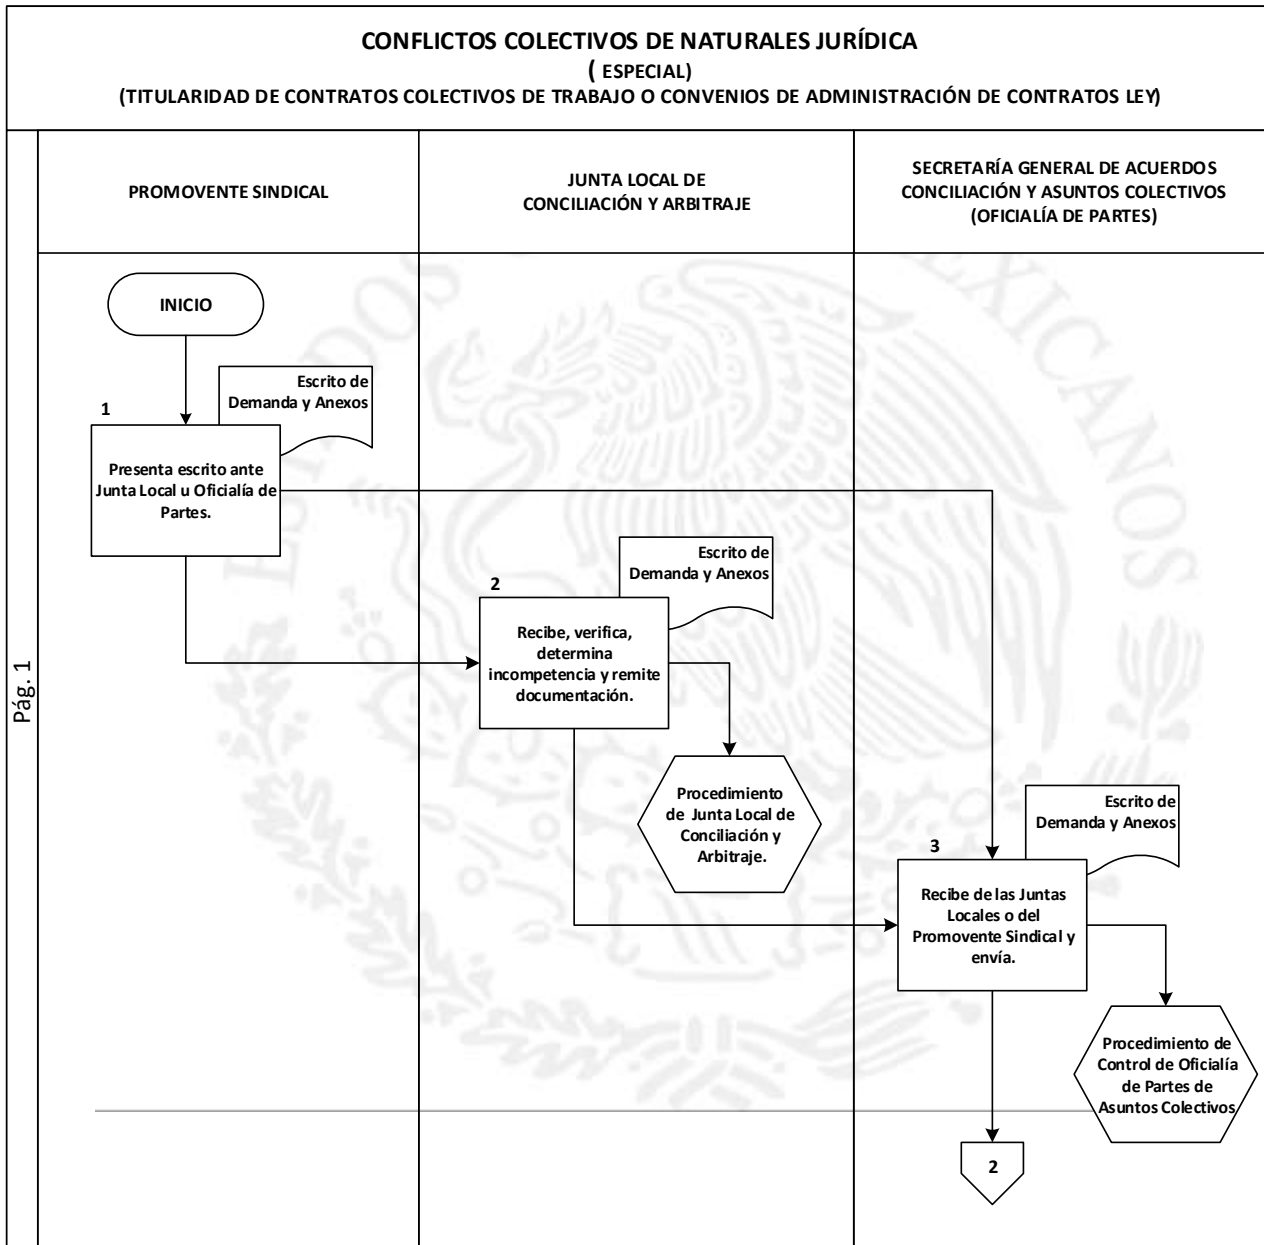 CONFLICTOS COLECTIVOS DE NATURALES JURÍDICA
( ESPECIAL)
(TITULARIDAD DE CONTRATOS COLECTIVOS DE TRABAJO O CONVENIOS DE ADMINISTRACIÓN DE CONTRATOS LEY)
Pág. 1
PROMOVENTE SINDICAL
JUNTA LOCAL DE
CONCILIACIÓN Y ARBITRAJE
SECRETARÍA GENERAL DE ACUERDOS
CONCILIACIÓN Y ASUNTOS COLECTIVOS
(OFICIALÍA DE PARTES)
INICIO
Escrito de
Demanda y Anexos
1
Presenta escrito ante
Junta Local u Oficialía de
Partes.
Escrito de
Demanda y Anexos
2
Recibe, verifica,
determina
incompetencia y remite
documentación.
Procedimiento
de Junta Local de
Conciliación y
Arbitraje.
Escrito de
Demanda y Anexos
3
Recibe de las Juntas
Locales o del
Promovente Sindical y
envía.
Procedimiento de
Control de Oficialía
de Partes de
Asuntos Colectivos
2